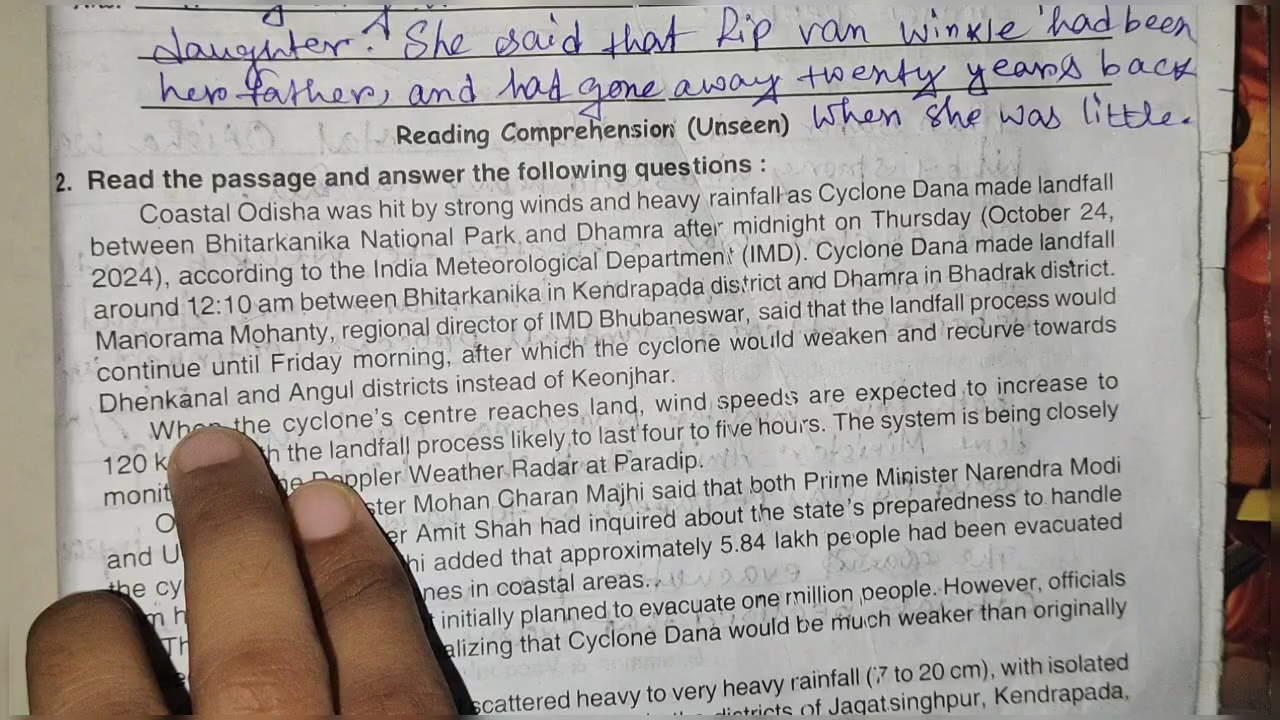 daughter. She said that Rip van winkle had been
her father, and had gone away twenty years back
when she was little.
Reading Comprehension (Unseen)
2. Read the passage and answer the following questions :
Coastal Odisha was hit by strong winds and heavy rainfall as Cyclone Dana made landfall
between Bhitarkanika National Park and Dhamra after midnight on Thursday (October 24,
2024), according to the India Meteorological Department (IMD). Cyclone Dana made landfall
around 12:10 am between Bhitarkanika in Kendrapada district and Dhamra in Bhadrak district.
Manorama Mohanty, regional director of IMD Bhubaneswar, said that the landfall process would
continue until Friday morning, after which the cyclone would weaken and recurve towards
Dhenkanal and Angul districts instead of Keonjhar.
When the cyclone's centre reaches land, wind speeds are expected to increase to
120 k the landfall process likely to last four to five hours. The system is being closely
monit Doppler Weather Radar at Paradip.
Mohan Charan Majhi said that both Prime Minister Narendra Modi
and U Amit Shah had inquired about the state's preparedness to handle
the cy added that approximately 5.84 lakh people had been evacuated
in coastal areas.
initially planned to evacuate one million people. However, officials
that Cyclone Dana would be much weaker than originally
scattered heavy to very heavy rainfall (7 to 20 cm), with isolated
districts of Jagatsinghpur, Kendrapada,